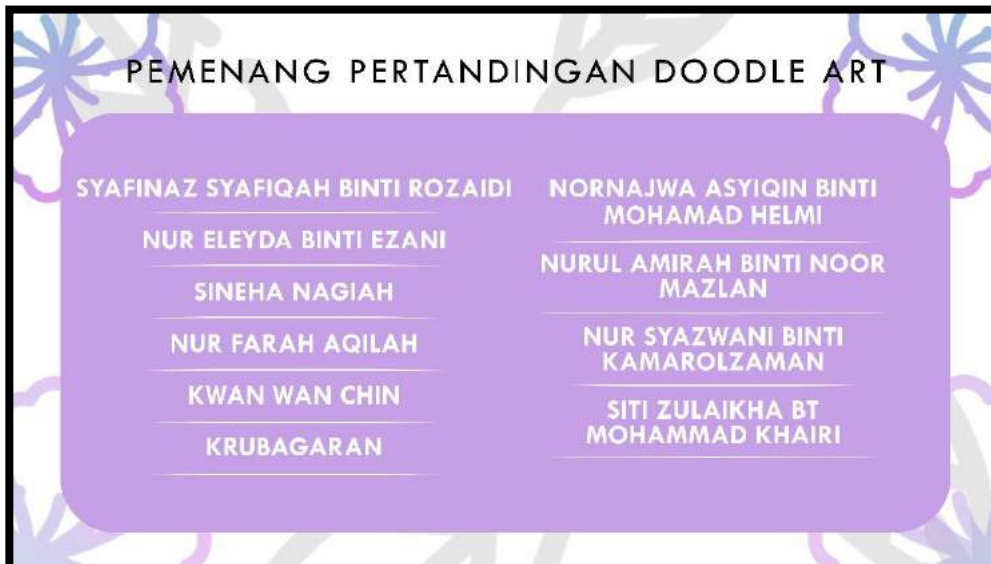 PEMENANG PERTANDINGAN DOODLE ART
SYAFINAZ SYAFIQAH BINTI ROZAIDI
NUR ELEYDA BINTI EZANI
SINEHA NAGIAH
NUR FARAH AQILAH
KWAN WAN CHIN
KRUBAGARAN
NORNAJWA ASYIQIN BINTI
MOHAMAD HELMI
NURUL AMIRAH BINTI NOOR
MAZLAN
NUR SYAZWANI BINTI
KAMAROLZAMAN
SITI ZULAIKHA BT
MOHAMMAD KHAIRI